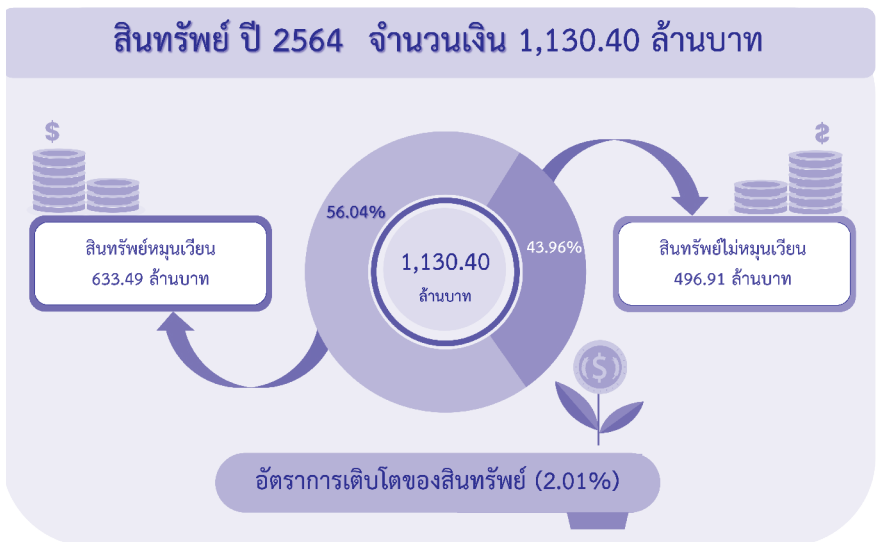 สินทรัพย์ ปี 2564 จำนวนเงิน 1,130.40 ล้านบาท
$
$
56.04%
43.96%
สินทรัพย์หมุนเวียน
633.49 ล้านบาท
1,130.40
ล้านบาท
สินทรัพย์ไม่หมุนเวียน
496.91 ล้านบาท
($)
อัตราการเติบโตของสินทรัพย์ (2.01%)